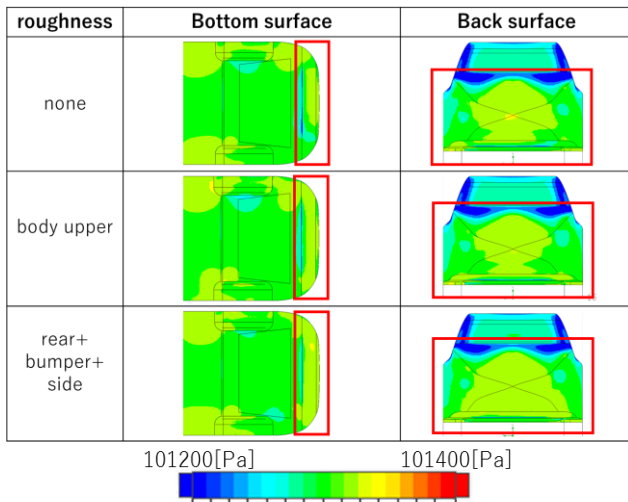 roughness Bottom surface Back surface
none
body upper
rear+
bumper+
side
101200[Pa] 101400[Pa]